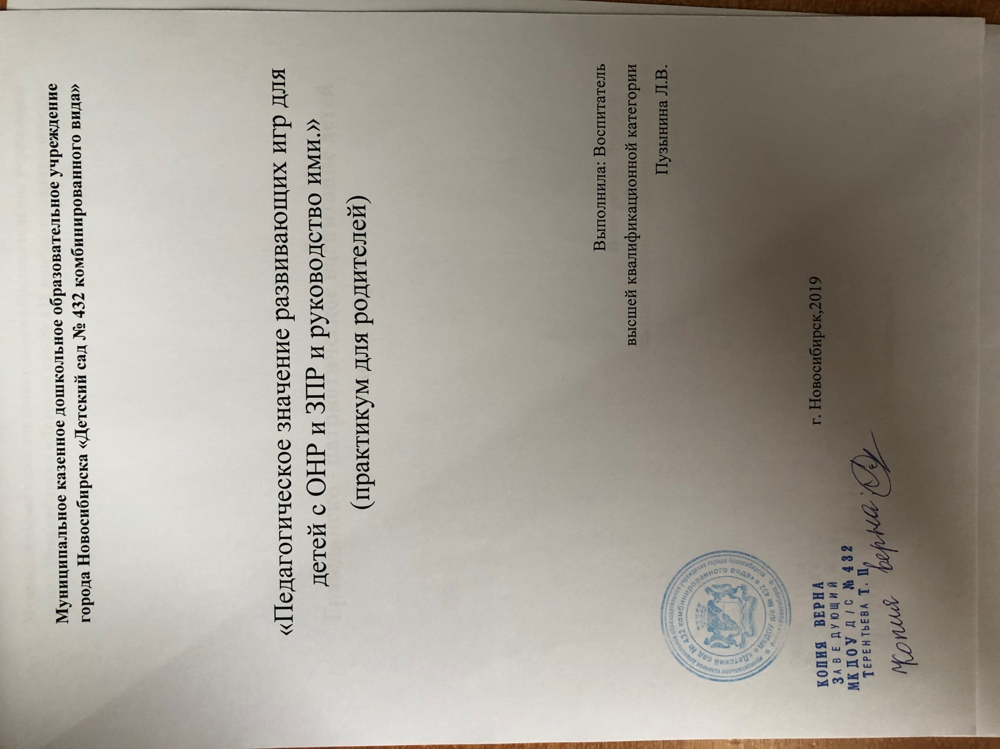 Муниципальное казенное дошкольное образовательное учреждение
города Новосибирска «Детский сад № 432 комбинированного вида»
«Педагогическое значение развивающих игр для
детей с ОНР и ЗПР и руководство ими.»
(практикум для родителей)
Выполнила: Воспитатель
высшей квалификационной категории
Пузынина Л.В.
г. Новосибирск,2019
муниципальное казенное дошкольное образовательное учреждение города Новосибирска
«Детский сад № 432 комбинированного вида»
МКДОУ д/с № 432
КОПИЯ ВЕРНА
ЗАВЕДУЮЩИЙ
МКДОУ Д/С № 432
ТЕРЕНТЬЕВА Т. П
Копия верна